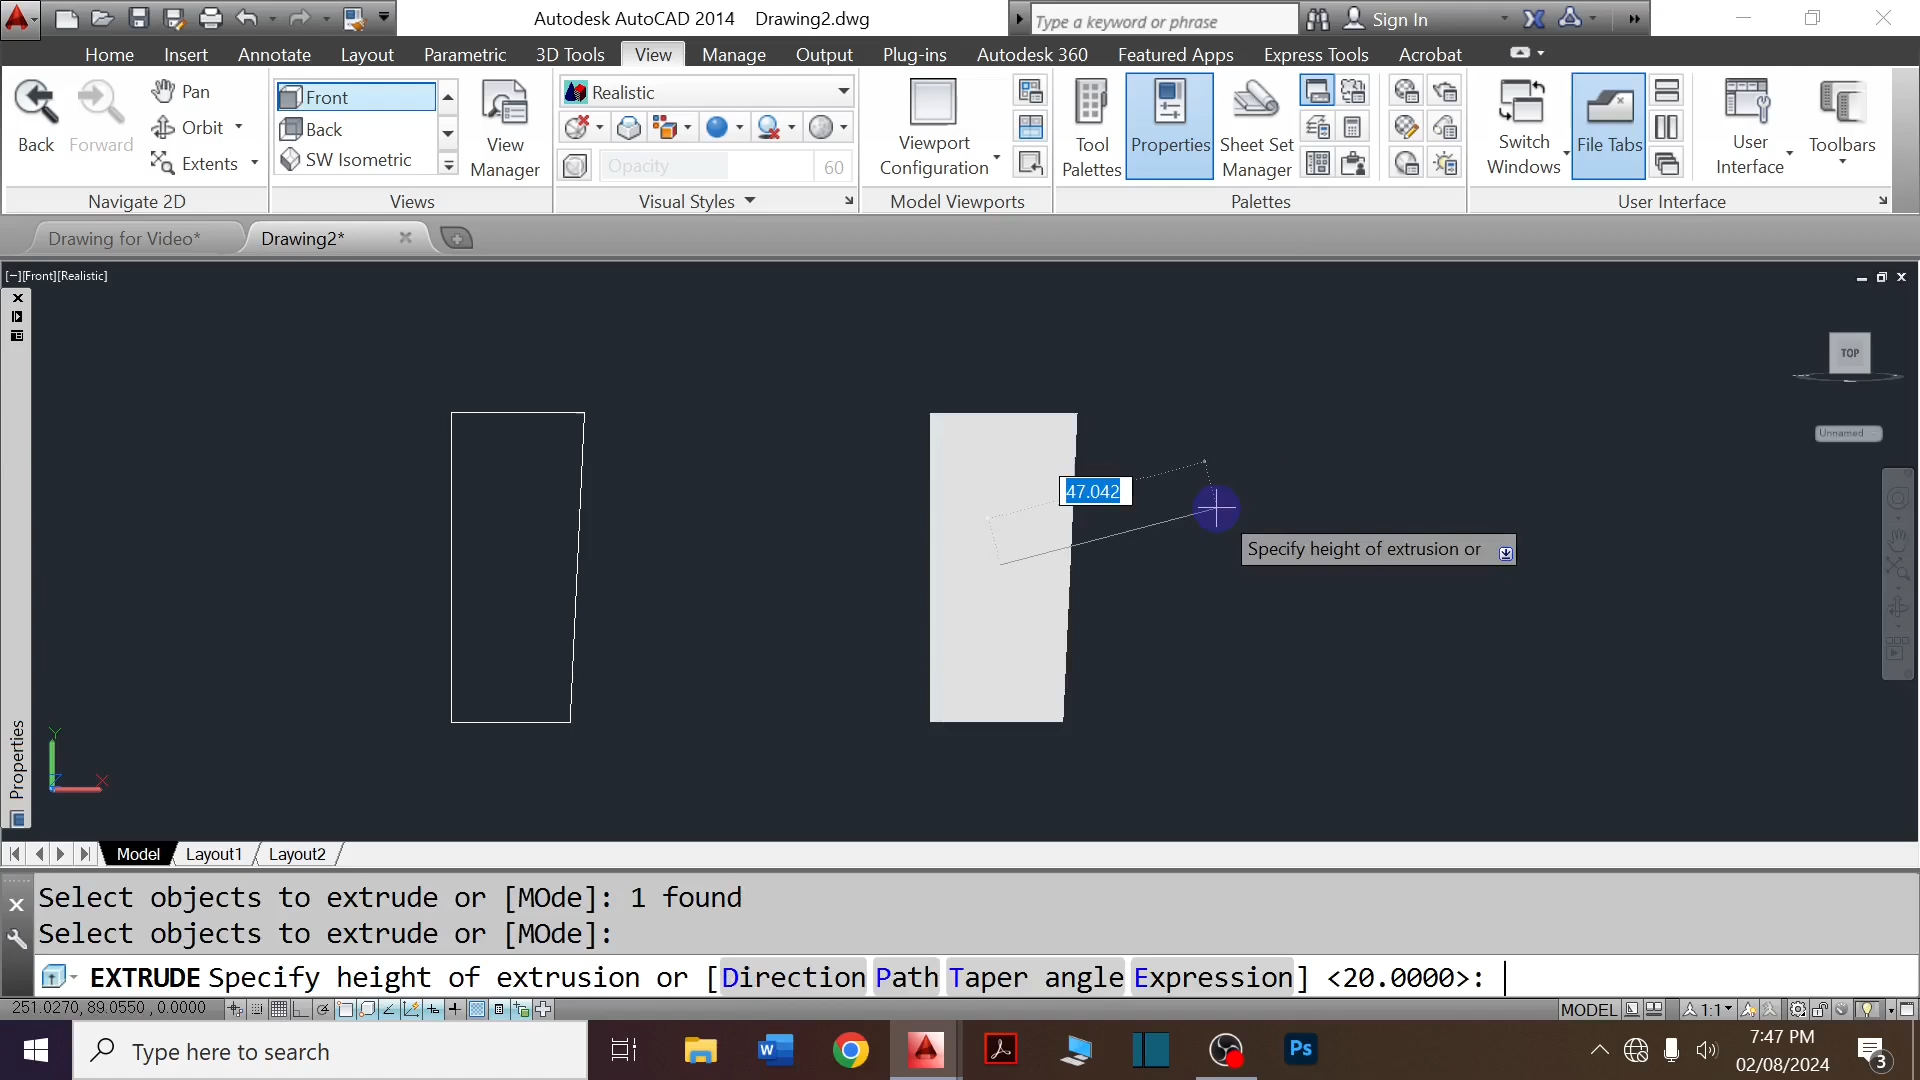 Autodesk AutoCAD 2014 Drawing2.dwg
Type a keyword or phrase
Sign In
Home Insert Annotate Layout Parametric 3D Tools View Manage Output Plug-ins Autodesk 360 Featured Apps Express Tools Acrobat
Back
Forward
Pan
Orbit
Extents
Navigate 2D
Front
Back
SW Isometric
View
Manager
Views
Realistic
Opacity 60
Visual Styles
Viewport
Configuration
Model Viewports
Tool
Palettes
Properties
Sheet Set
Manager
Palettes
Switch
Windows
File Tabs
User
Interface
Toolbars
User Interface
Drawing for Video*
Drawing2*
[−][Front][Realistic]
TOP
Unnamed
47.042
Specify height of extrusion or
Properties
Y
X
Z
Model Layout1 Layout2
Select objects to extrude or [MOde]: 1 found
Select objects to extrude or [MOde]:
EXTRUDE Specify height of extrusion or [Direction Path Taper angle Expression] <20.0000>:
251.0270, 89.0550 , 0.0000
MODEL
1:1
Type here to search
W
Ps
7:47 PM
02/08/2024
3